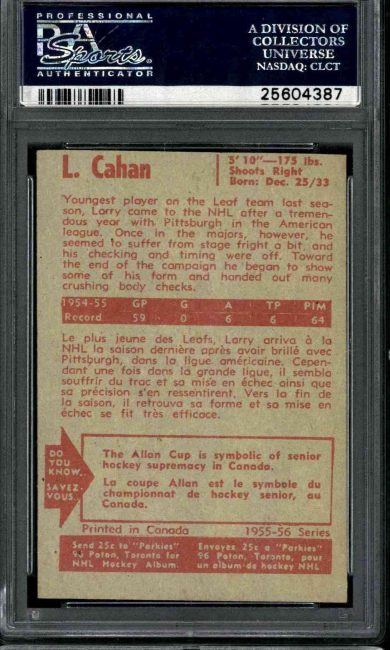 PROFESSIONAL
PSA
Sports
AUTHENTICATOR
A DIVISION OF
COLLECTORS
UNIVERSE
NASDAQ: CLCT
25604387
L. Cahan
5' 10"—175 lbs.
Shoots Right
Born: Dec. 25/33
Youngest player on the Leaf team last sea-
son, Larry came to the NHL after a tremen-
dous year with Pittsburgh in the American
league. Once in the majors, however, he
seemed to suffer from stage fright a bit, and
his checking and timing were off. Toward
the end of the campaign he began to show
some of his form and handed out many
crushing body checks.
1954-55 GP G A TP PIM
Record 59 0 6 6 64
Le plus jeune des Leafs, Larry arriva à la
NHL la saison dernière après avoir brillé avec
Pittsburgh, dans la ligue américaine. Cepen-
dant une fois dans la grande ligue, il sembla
souffrir du trac et sa mise en échec ainsi que
sa précision s'en ressentirent. Vers la fin de
la saison, il retrouva sa forme et sa mise en
échec se fit très efficace.
DO
YOU
KNOW..
SAVEZ-
VOUS..
The Allan Cup is symbolic of senior
hockey supremacy in Canada.
La coupe Allan est le symbole du
championnat de hockey senior, au
Canada.
Printed in Canada 1955-56 Series
Send 25c to "Parkies"
96 Paton, Toronto for
NHL Hockey Album.
Envoyez 25c a "Parkies"
96 Paton, Toronto, pour
un album de hockey NHL